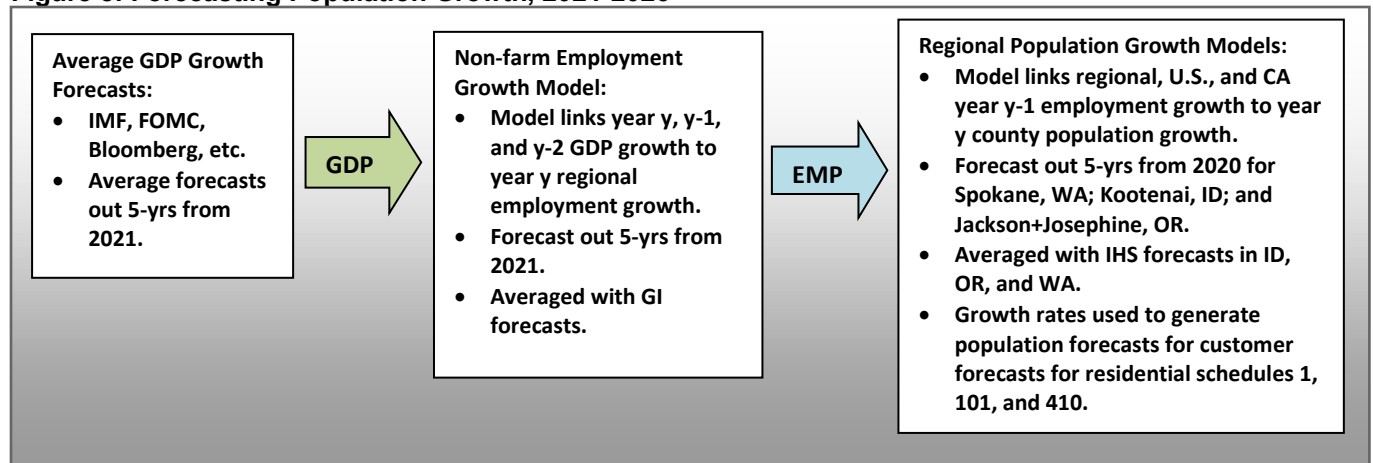 Average GDP Growth
Forecasts:
• IMF, FOMC,
Bloomberg, etc.
• Average forecasts
out 5-yrs from
2021.
GDP
Non-farm Employment
Growth Model:
• Model links year y, y-1,
and y-2 GDP growth to
year y regional
employment growth.
• Forecast out 5-yrs from
2021.
• Averaged with GI
forecasts.
EMP
Regional Population Growth Models:
• Model links regional, U.S., and CA
year y-1 employment growth to year
y county population growth.
• Forecast out 5-yrs from 2020 for
Spokane, WA; Kootenai, ID; and
Jackson+Josephine, OR.
• Averaged with IHS forecasts in ID,
OR, and WA.
• Growth rates used to generate
population forecasts for customer
forecasts for residential schedules 1,
101, and 410.